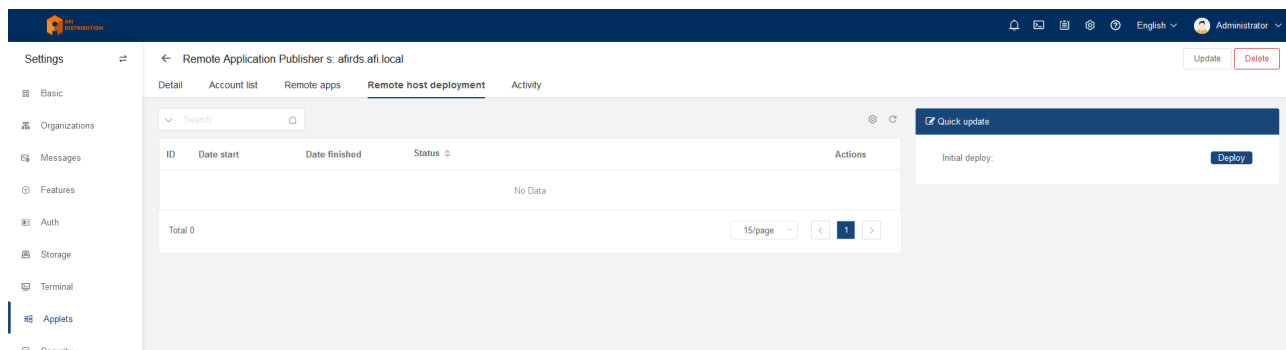 AFI
DISTRIBUTION
English
Administrator
Settings
Remote Application Publisher s: afirds.afi.local
Update
Delete
Detail
Account list
Remote apps
Remote host deployment
Activity
Basic
Organizations
Messages
Features
Auth
Storage
Terminal
Applets
Search
ID
Date start
Date finished
Status
Actions
No Data
Total 0
15/page
1
Quick update
Initial deploy:
Deploy